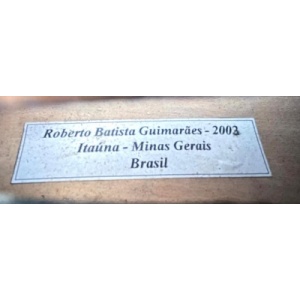 Roberto Batista Guimarães - 2003
Itaúna - Minas Gerais
Brasil